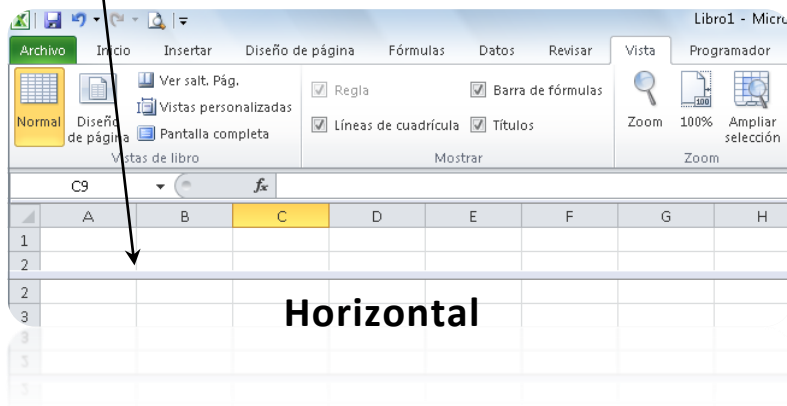 Libro1 - Micro
Archivo Inicio Insertar Diseño de página Fórmulas Datos Revisar Vista Programador
Ver salt. Pág. Regla Barra de fórmulas
Vistas personalizadas
Normal Diseño de página Pantalla completa Líneas de cuadrícula Títulos Zoom 100% Ampliar selección
Vistas de libro Mostrar Zoom
C9 fx
A B C D E F G H
1
2
2
3
Horizontal